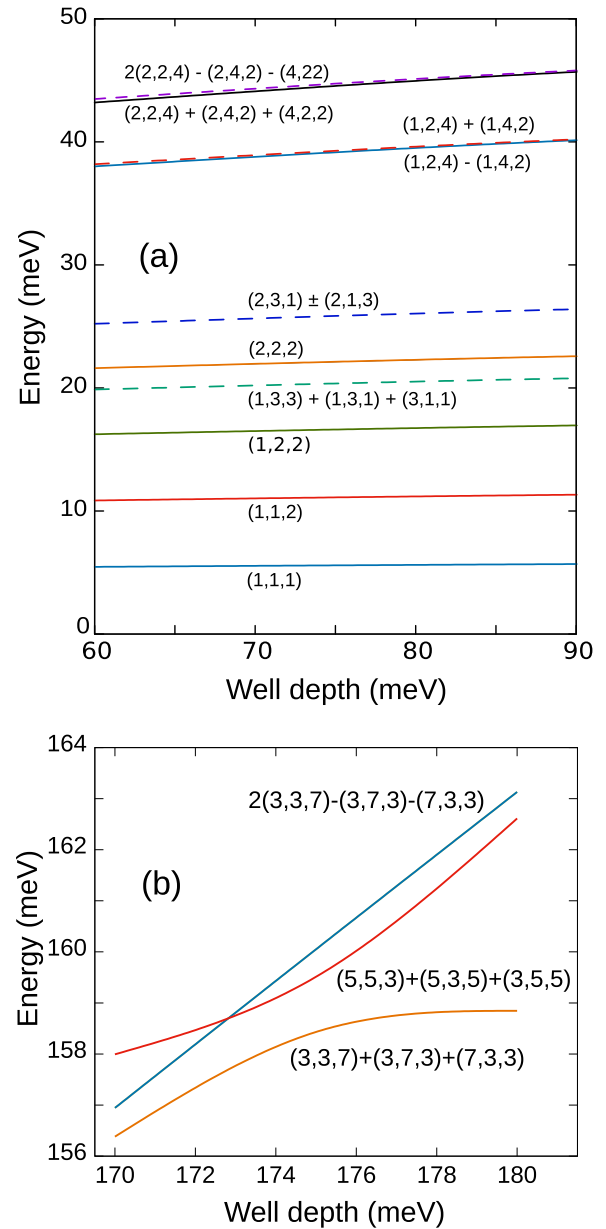 50
2(2,2,4) - (2,4,2) - (4,22)
(2,2,4) + (2,4,2) + (4,2,2)
(1,2,4) + (1,4,2)
40
(1,2,4) - (1,4,2)
(a)
30
(2,3,1) ± (2,1,3)
Energy (meV)
(2,2,2)
20
(1,3,3) + (1,3,1) + (3,1,1)
(1,2,2)
10
(1,1,2)
(1,1,1)
0
60 70 80 90
Well depth (meV)
164
2(3,3,7)-(3,7,3)-(7,3,3)
162
(b)
Energy (meV)
160
(5,5,3)+(5,3,5)+(3,5,5)
158
(3,3,7)+(3,7,3)+(7,3,3)
156
170 172 174 176 178 180
Well depth (meV)